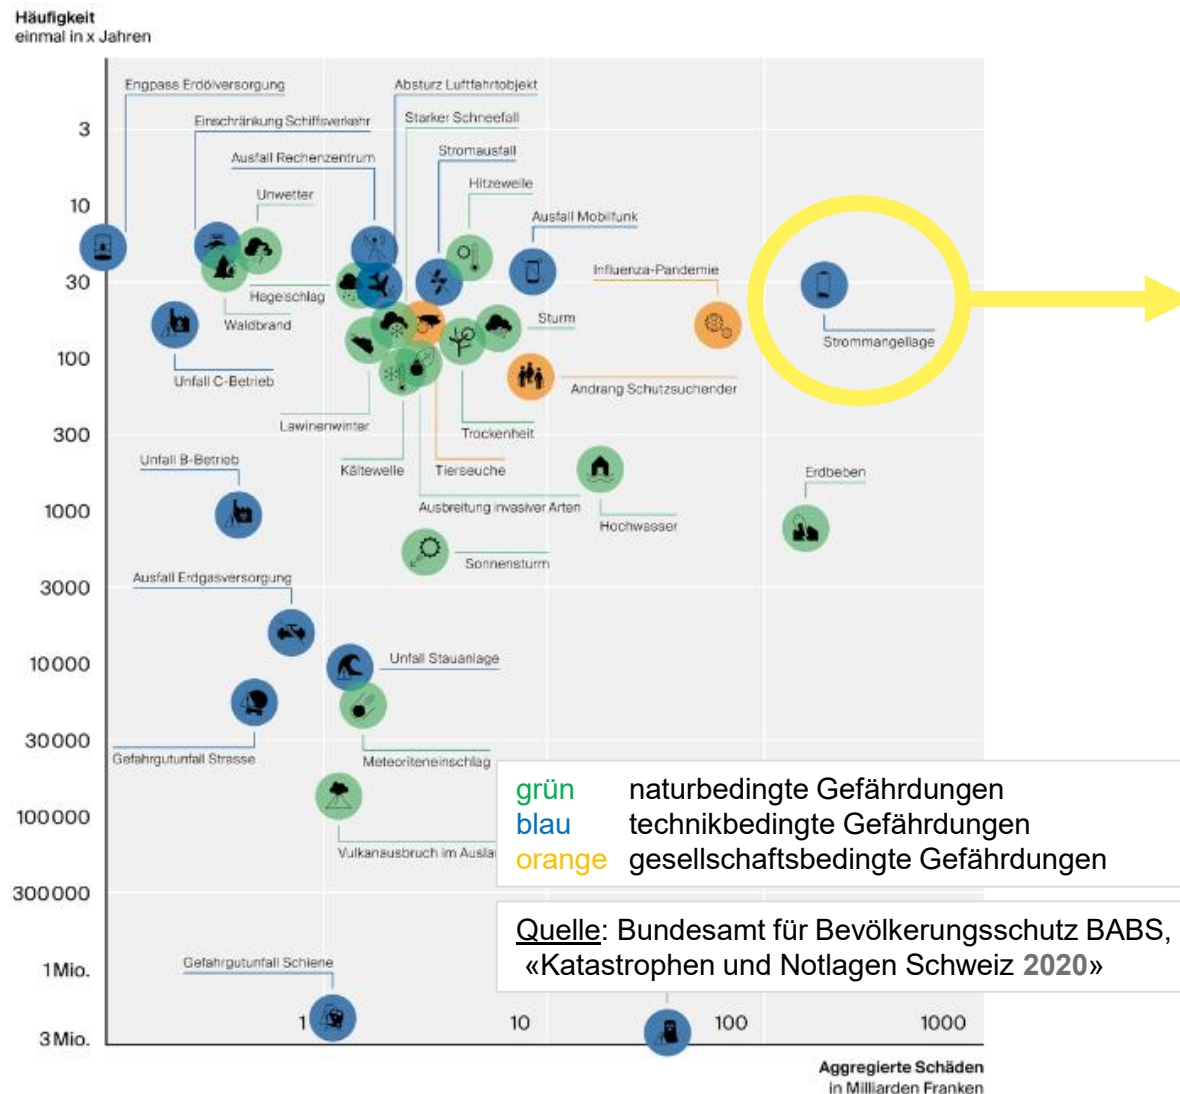 Häufigkeit
einmal in x Jahren
Engpass Erdölversorgung
Absturz Luftfahrtobjekt
Einschränkung Schiffsverkehr
Starker Schneefall
3
Ausfall Rechenzentrum
Stromausfall
Unwetter
Hitzewelle
10
Ausfall Mobilfunk
Influenza-Pandemie
30
Hagelschlag
Waldbrand
Sturm
Strommangellage
100
Unfall C-Betrieb
Andrang Schutzsuchender
Lawinenwinter
Trockenheit
300
Unfall B-Betrieb
Kältewelle
Tierseuche
Erdbeben
Ausbreitung invasiver Arten
1000
Hochwasser
Sonnensturm
Ausfall Erdgasversorgung
3000
Unfall Stauanlage
10 000
30 000
Gefahrgutunfall Strasse
Meteoriteneinschlag
grün naturbedingte Gefährdungen
100 000
blau technikbedingte Gefährdungen
Vulkanausbruch im Ausla
orange gesellschaftsbedingte Gefährdungen
300 000
Quelle: Bundesamt für Bevölkerungsschutz BABS,
«Katastrophen und Notlagen Schweiz 2020»
Gefahrgutunfall Schiene
1 Mio.
1 10 100 1000
3 Mio.
Aggregierte Schäden
in Milliarden Franken